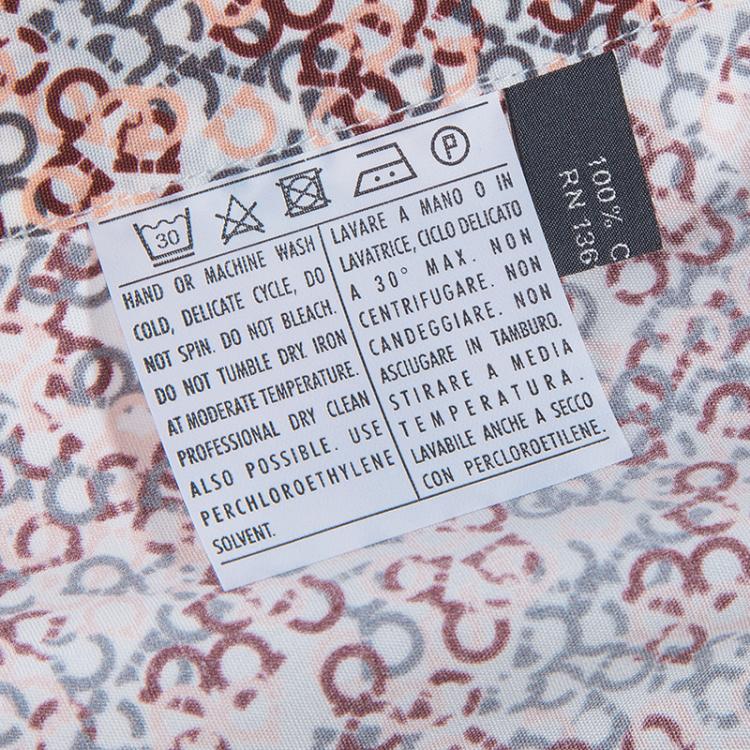 30
P
HAND OR MACHINE WASH
COLD, DELICATE CYCLE, DO
NOT SPIN. DO NOT BLEACH.
DO NOT TUMBLE DRY. IRON
AT MODERATE TEMPERATURE.
PROFESSIONAL DRY CLEAN
ALSO POSSIBLE. USE
PERCHLOROETHYLENE
SOLVENT.
LAVARE A MANO O IN
LAVATRICE, CICLO DELICATO
A 30° MAX. NON
CENTRIFUGARE. NON
CANDEGGIARE. NON
ASCIUGARE IN TAMBURO.
STIRARE A MEDIA
TEMPERATURA.
LAVABILE ANCHE A SECCO
CON PERCLOROETILENE.
100% C
RN 136